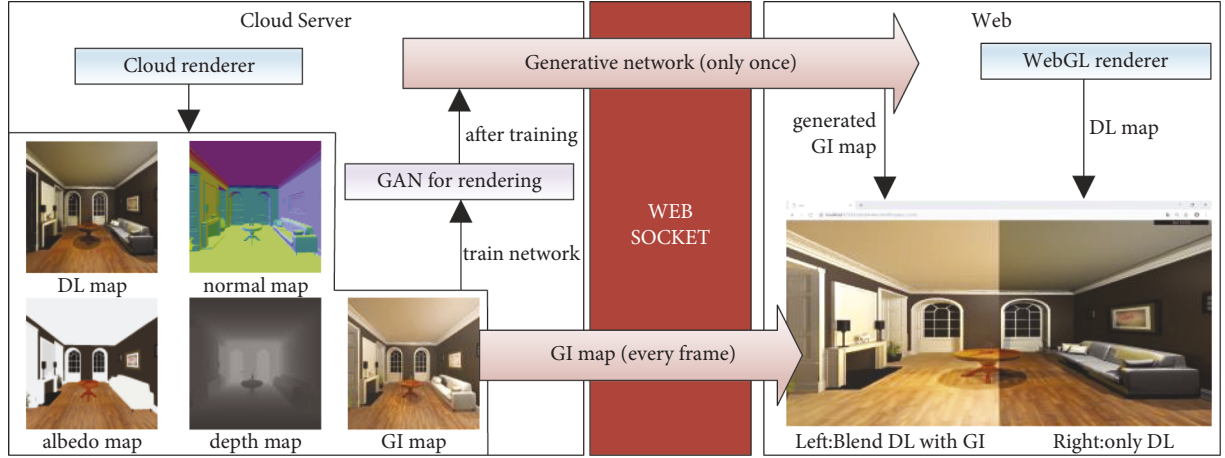 Cloud Server
Web
Cloud renderer
Generative network (only once)
WebGL renderer
after training
generated
GI map
DL map
GAN for rendering
WEB
SOCKET
train network
DL map
normal map
GI map (every frame)
albedo map
depth map
GI map
Left:Blend DL with GI
Right:only DL